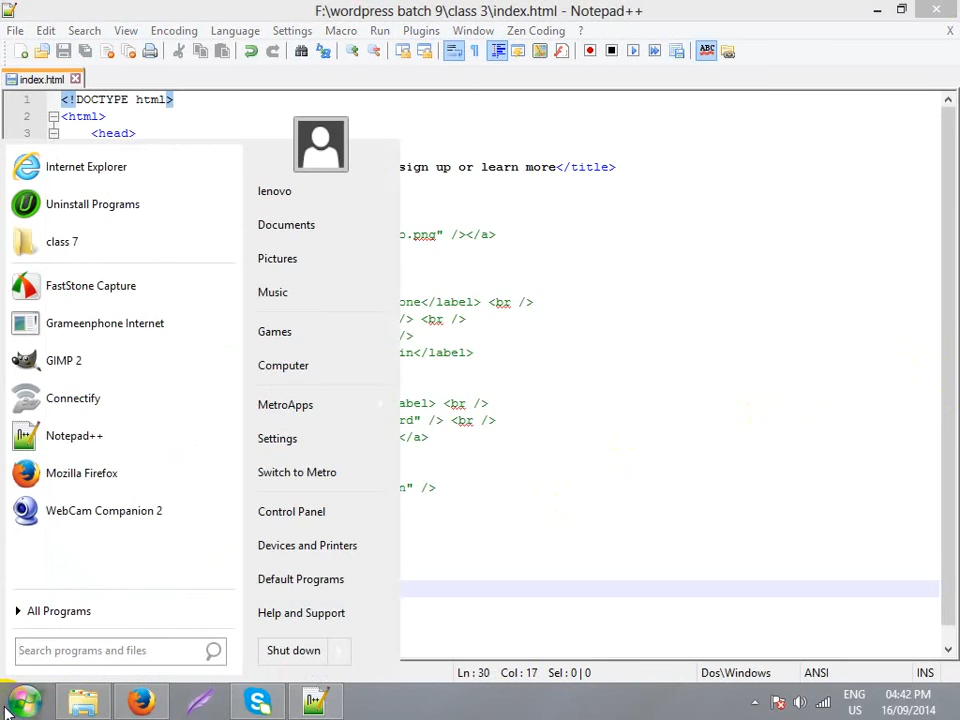 F:\wordpress batch 9\class 3\index.html - Notepad++
File Edit Search View Encoding Language Settings Macro Run Plugins Window Zen Coding ? X
index.html
1 <!DOCTYPE html>
2 <html>
3 <head>
sign up or learn more</title>
o.png" /></a>
one</label> <br />
/> <br />
/>
in</label>
abel> <br />
rd" /> <br />
</a>
n" />
Internet Explorer
Uninstall Programs
class 7
FastStone Capture
Grameenphone Internet
GIMP 2
Connectify
Notepad++
Mozilla Firefox
WebCam Companion 2
All Programs
Search programs and files
lenovo
Documents
Pictures
Music
Games
Computer
MetroApps
Settings
Switch to Metro
Control Panel
Devices and Printers
Default Programs
Help and Support
Shut down
Ln : 30 Col : 17 Sel : 0 | 0 Dos\Windows ANSI INS
ENG 04:42 PM
US 16/09/2014